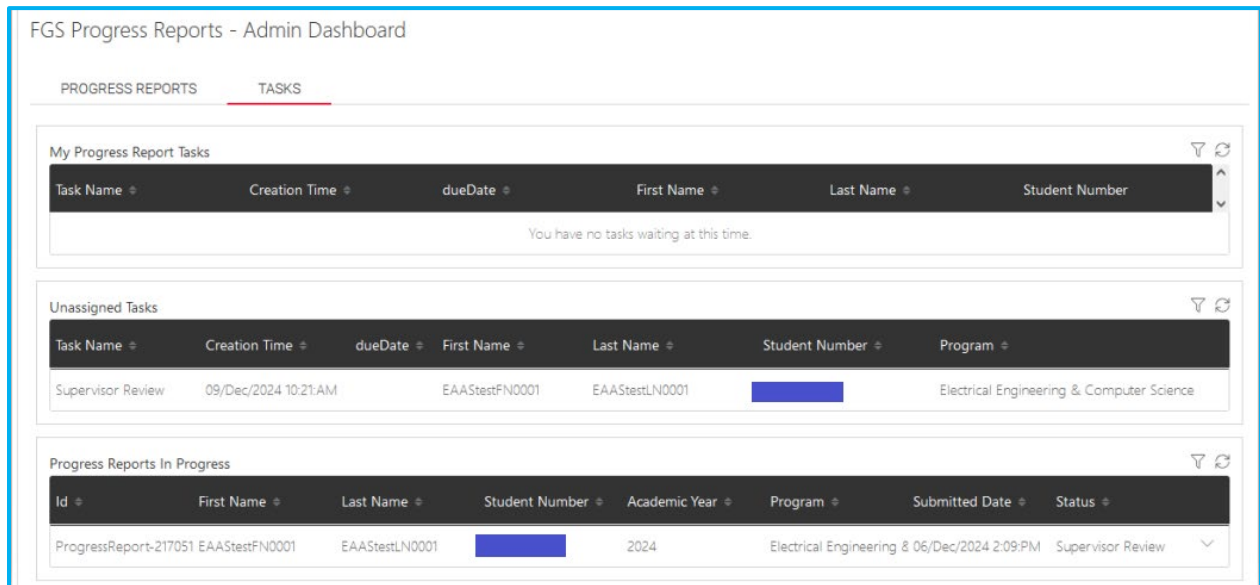 FGS Progress Reports - Admin Dashboard
PROGRESS REPORTS TASKS
My Progress Report Tasks
Task Name Creation Time dueDate First Name Last Name Student Number
You have no tasks waiting at this time.
Unassigned Tasks
Task Name Creation Time dueDate First Name Last Name Student Number Program
Supervisor Review 09/Dec/2024 10:21:AM EAAStestFN0001 EAAStestLN0001 Electrical Engineering & Computer Science
Progress Reports In Progress
Id First Name Last Name Student Number Academic Year Program Submitted Date Status
ProgressReport-217051 EAAStestFN0001 EAAStestLN0001 2024 Electrical Engineering & 06/Dec/2024 2:09:PM Supervisor Review